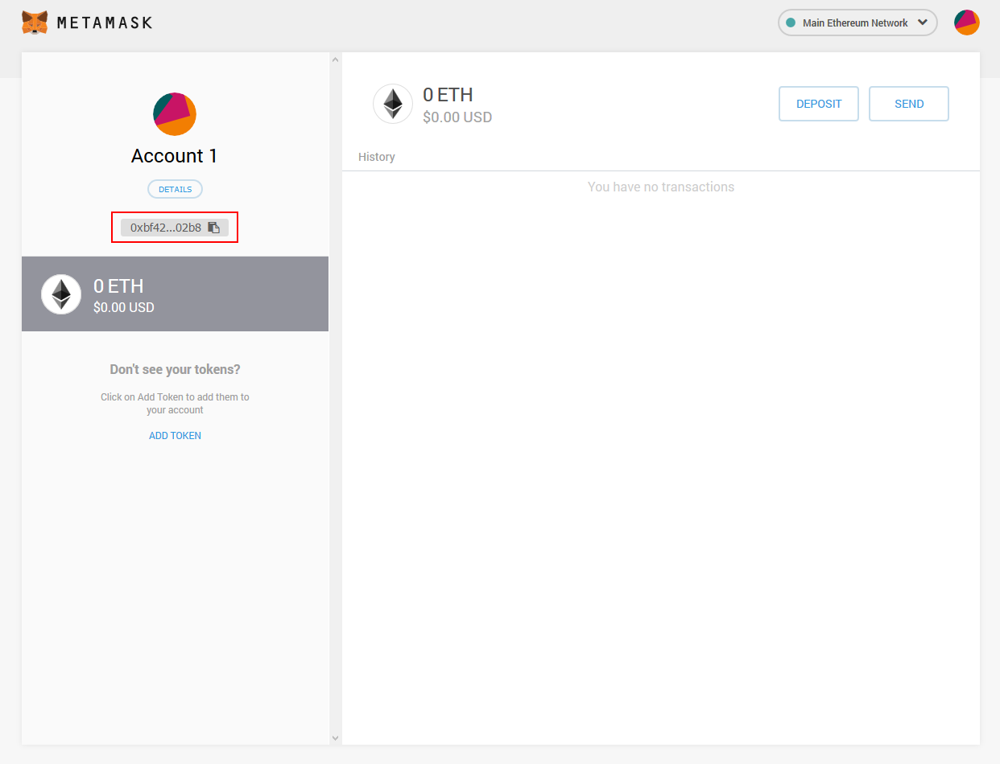 METAMASK
Main Ethereum Network
Account 1
DETAILS
0xbf42...02b8
0 ETH
$0.00 USD
Don't see your tokens?
Click on Add Token to add them to
your account
ADD TOKEN
0 ETH
$0.00 USD
DEPOSIT
SEND
History
You have no transactions